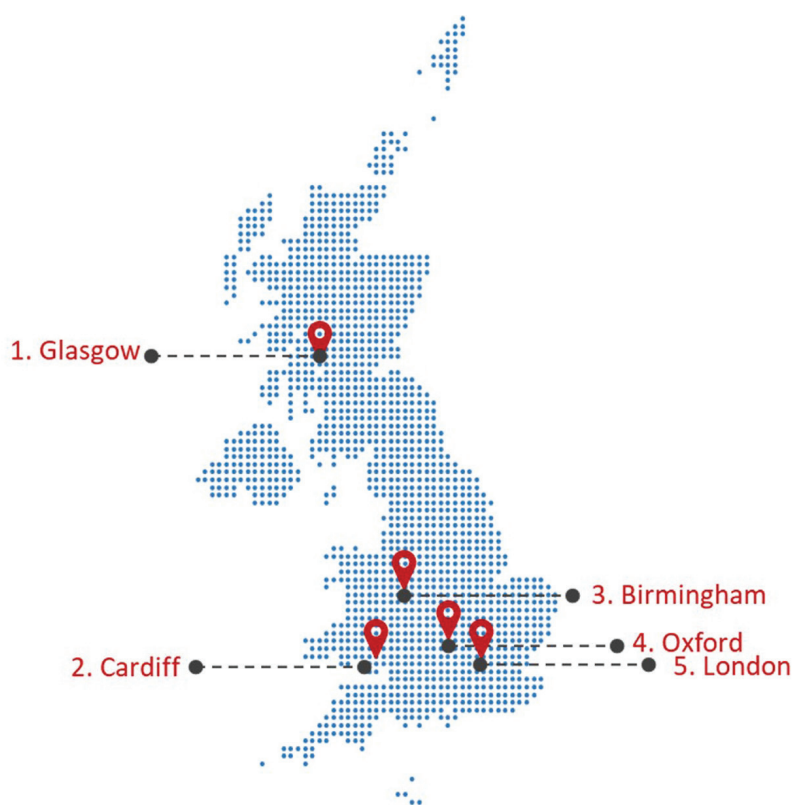 1. Glasgow
3. Birmingham
4. Oxford
2. Cardiff
5. London